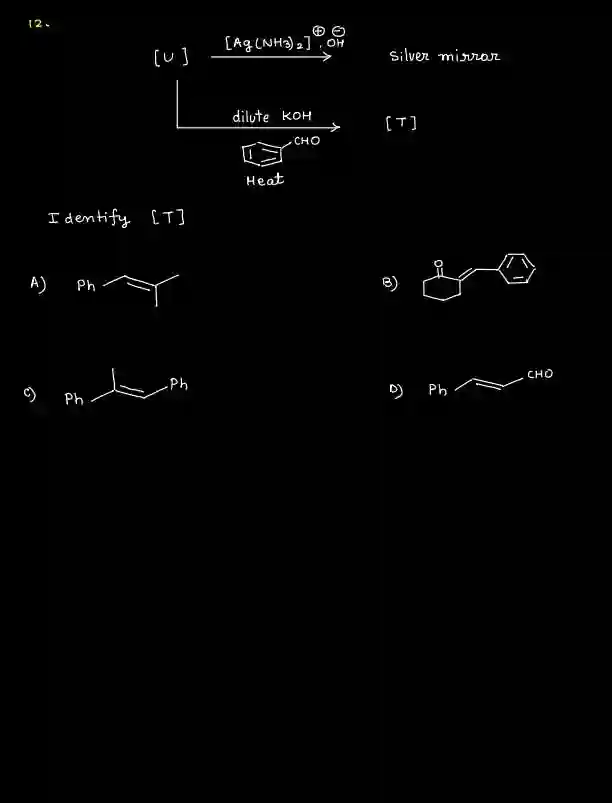 12.
[U] [Ag(NH3)2]⊕ .OH⊖ Silver mirror
dilute KOH [T]
CHO
Heat
Identify [T]
A) Ph B) O
C) Ph Ph D) Ph CHO